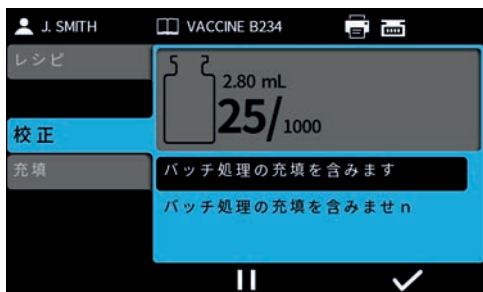 J. SMITH
VACCINE B234
レシピ
校正
充填
2.80 mL
25/1000
バッチ処理の充填を含みます
バッチ処理の充填を含みませn